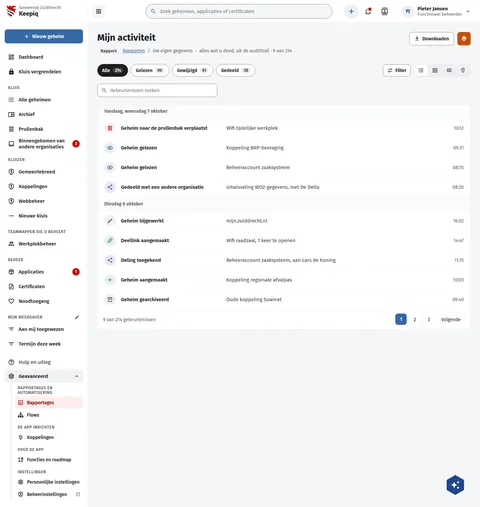 Gemeente Zuiddrecht
Keepiq
Zoek geheimen, applicaties of certificaten
PJ
Pieter Jansen
Functioneel Beheerder
+ Nieuw geheim
Dashboard
Kluis vergrendelen
KLUIS
Alle geheimen
Archief
Prullenbak
Binnengekomen van andere organisaties
2
KLUIZEN
Gemeentebreed
Koppelingen
Webbeheer
Nieuwe kluis
TEAMMAPPEN DIE U BEHEERT
Werkplekbeheer
BEHEER
Applicaties
1
Certificaten
Noodtoegang
MIJN WEERGAVEN
Aan mij toegewezen
Termijn deze week
Hulp en uitleg
Geavanceerd
RAPPORTAGES EN AUTOMATISERING
Rapportages
Flows
DE APP INRICHTEN
Koppelingen
OVER DE APP
Functies en roadmap
INSTELLINGEN
Persoonlijke instellingen
Beheerinstellingen
Mijn activiteit
Rapport Rapporten / Uw eigen gegevens - alles wat u deed, uit de audittrail - 9 van 214
Downloaden
Alle 214
Gelezen
Gewijzigd
Gedeeld
Filter
Gebeurtenissen zoeken
Vandaag, woensdag 7 oktober
Geheim naar de prullenbak verplaatst Wifi tijdelijke werkplek 10:12
Geheim gelezen Koppeling BRP-bevraging 09:31
Geheim gelezen Beheeraccount zaaksysteem 08:55
Gedeeld met een andere organisatie Uitwisseling WOZ-gegevens, met De Delta 08:20
Dinsdag 6 oktober
Geheim bijgewerkt mijn.zuiddrecht.nl 16:02
Deellink aangemaakt Wifi raadzaal, 1 keer te openen 14:47
Deling toegekend Beheeraccount zaaksysteem, aan Lars de Koning 11:15
Geheim aangemaakt Koppeling regionale afvalpas 10:03
Geheim gearchiveerd Oude koppeling Suwinet 09:40
9 van 214 gebeurtenissen
1 2 3 Volgende